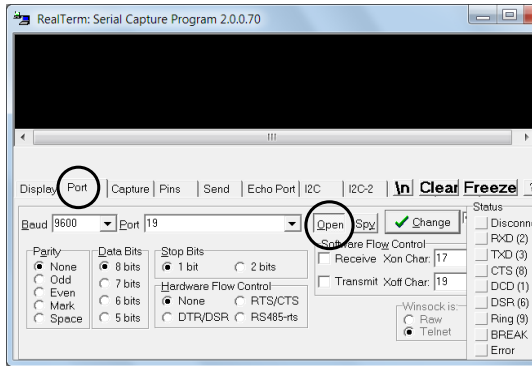 RealTerm: Serial Capture Program 2.0.0.70
Display Port Capture Pins Send Echo Port I2C I2C-2 \n Clear Freeze ?
Baud 9600 Port 19 Open Spy Change
Status
Disconne
RXD (2)
TXD (3)
CTS (8)
DCD (1)
DSR (6)
Ring (9)
BREAK
Error
Parity
None
Odd
Even
Mark
Space
Data Bits
8 bits
7 bits
6 bits
5 bits
Stop Bits
1 bit 2 bits
Hardware Flow Control
None RTS/CTS
DTR/DSR RS485-rts
Software Flow Control
Receive Xon Char: 17
Transmit Xoff Char: 19
Winsock is:
Raw
Telnet